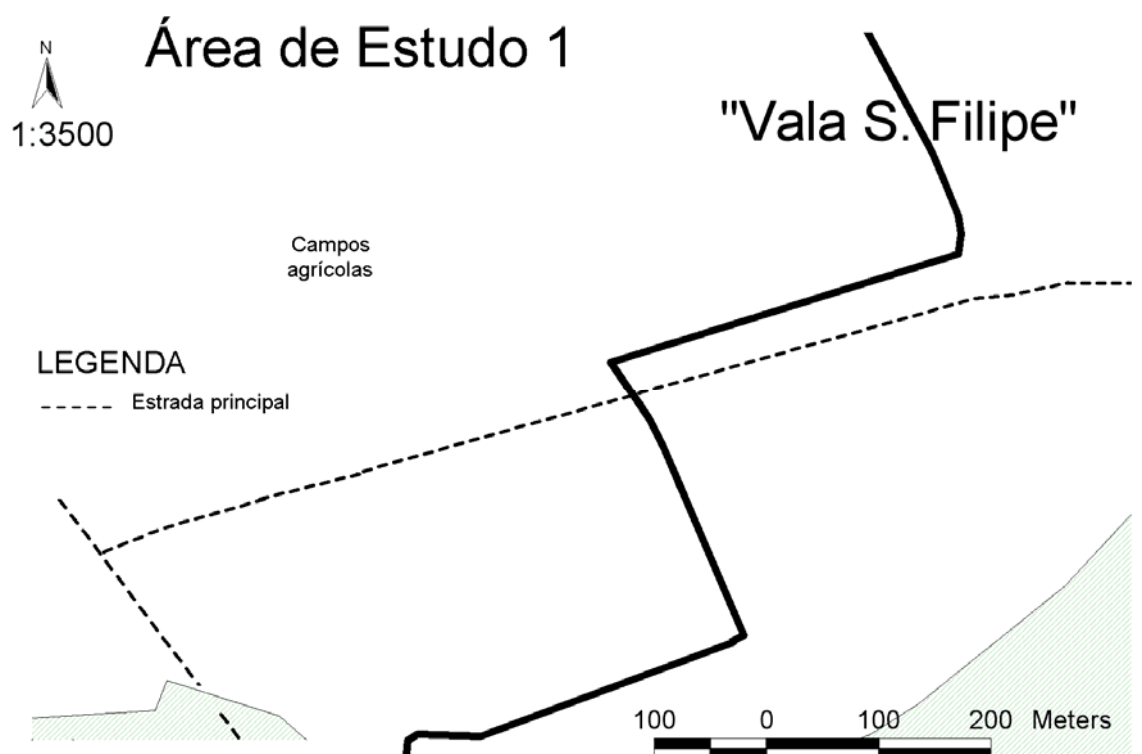 Área de Estudo 1
N
1:3500
"Vala S. Filipe"
Campos
agrícolas
LEGENDA
Estrada principal
100 0 100 200 Meters